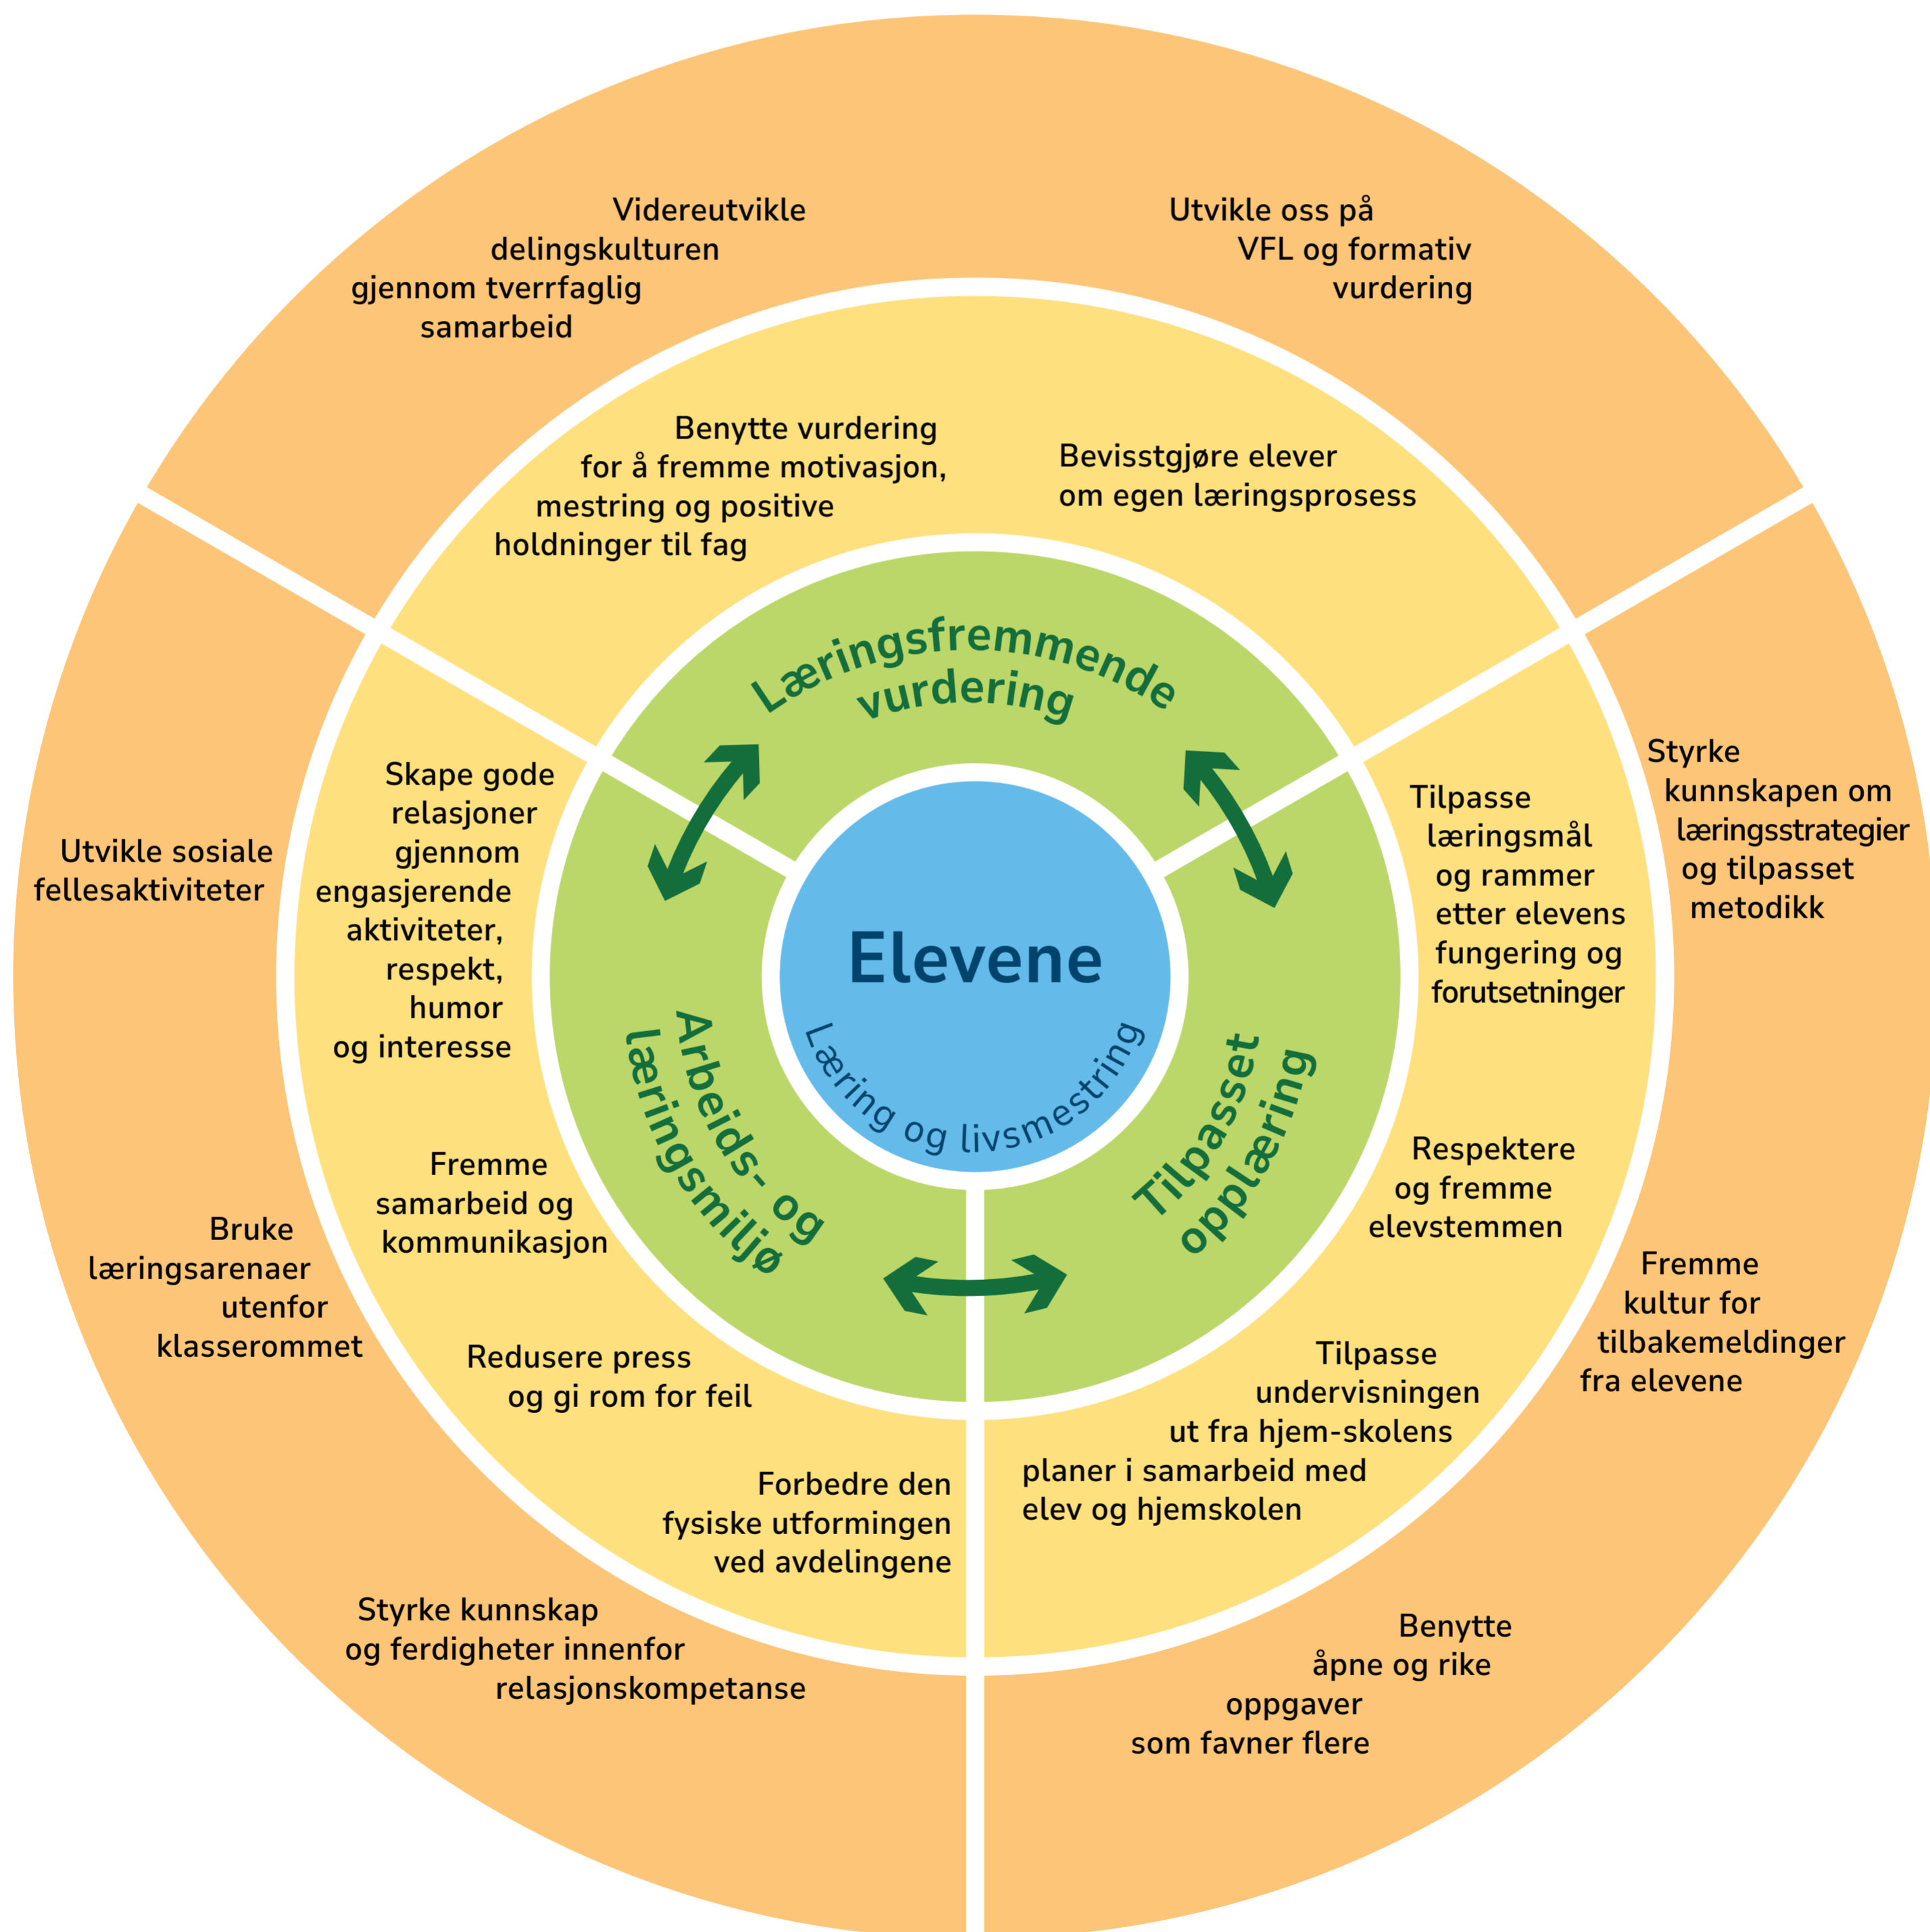 Videreutvikle
delingskulturen
gjennom tverrfaglig
samarbeid
Utvikle oss på
VFL og formativ
vurdering
Benytte vurdering
for å fremme motivasjon,
mestring og positive
holdninger til fag
Bevisstgjøre elever
om egen læringsprosess
Læringsfremmende
vurdering
Utvikle sosiale
fellesaktiviteter
Skape gode
relasjoner
gjennom
engasjerende
aktiviteter,
respekt,
humor
og interesse
Elevene
Læring og livsmestring
Tilpasse
læringsmål
og rammer
etter elevens
fungering og
forutsetninger
Styrke
kunnskapen om
læringsstrategier
og tilpasset
metodikk
Arbeids- og
læringsmiljø
Tilpasset
opplæring
Bruke
læringsarenaer
utenfor
klasserommet
Fremme
samarbeid og
kommunikasjon
Respektere
og fremme
elevstemmen
Fremme
kultur for
tilbakemeldinger
fra elevene
Redusere press
og gi rom for feil
Tilpasse
undervisningen
ut fra hjem-skolens
planer i samarbeid med
elev og hjemskolen
Forbedre den
fysiske utformingen
ved avdelingene
Styrke kunnskap
og ferdigheter innenfor
relasjonskompetanse
Benytte
åpne og rike
oppgaver
som favner flere